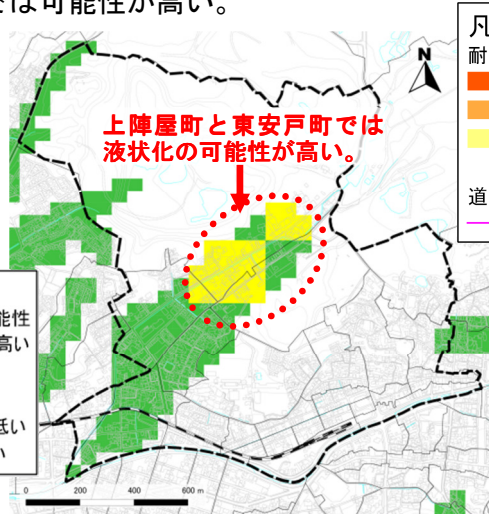 は可能性が高い。
凡
耐
道
N
上陣屋町と東安戸町では
液状化の可能性が高い。
能性
高い
低い
い
0 200 400 600 m